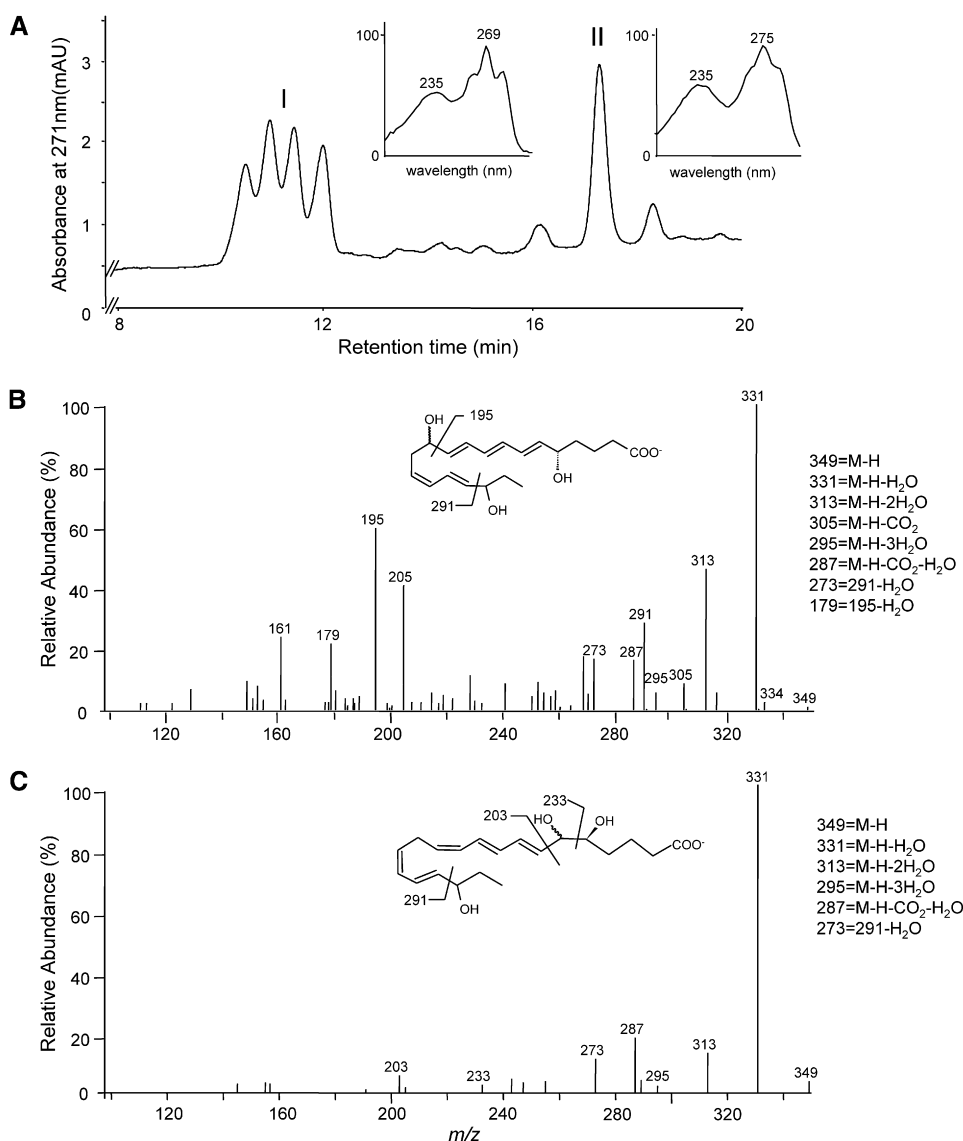 A
Absorbance at 271nm(mAU)
3
2
1
0
I
II
100
0
235
269
wavelength (nm)
100
0
235
275
wavelength (nm)
8
12
16
20
Retention time (min)
B
Relative Abundance (%)
100
80
60
40
20
0
161
179
195
205
273
287
291
295
305
313
331
334
349
OH
195
COO-
OH
291
OH
349=M-H
331=M-H-H2O
313=M-H-2H2O
305=M-H-CO2
295=M-H-3H2O
287=M-H-CO2-H2O
273=291-H2O
179=195-H2O
120
160
200
240
280
320
C
Relative Abundance (%)
100
80
60
40
20
0
203
233
273
287
295
313
331
349
203
233
HO
OH
COO-
291
OH
349=M-H
331=M-H-H2O
313=M-H-2H2O
295=M-H-3H2O
287=M-H-CO2-H2O
273=291-H2O
120
160
200
240
280
320
m/z